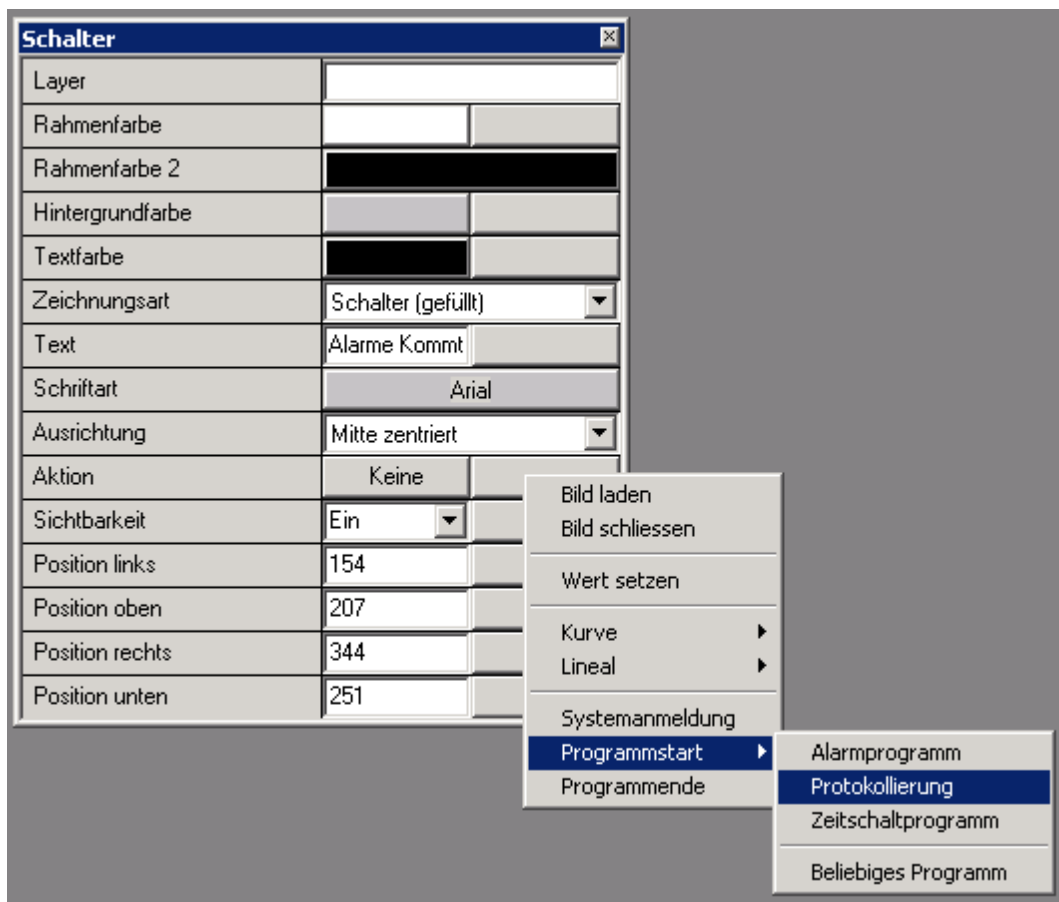 Schalter
Layer
Rahmenfarbe
Rahmenfarbe 2
Hintergrundfarbe
Textfarbe
Zeichnungsart Schalter (gefüllt)
Text Alarme Kommt
Schriftart Arial
Ausrichtung Mitte zentriert
Aktion Keine
Sichtbarkeit Ein
Position links 154
Position oben 207
Position rechts 344
Position unten 251
Bild laden
Bild schliessen
Wert setzen
Kurve
Lineal
Systemanmeldung
Programmstart
Programmende
Alarmprogramm
Protokollierung
Zeitschaltprogramm
Beliebiges Programm